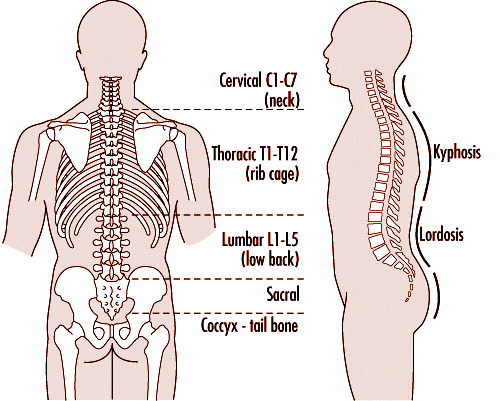 Cervical C1-C7
(neck)
Thoracic T1-T12
(rib cage)
Kyphosis
Lumbar L1-L5
(low back)
Lordosis
Sacral
Coccyx - tail bone